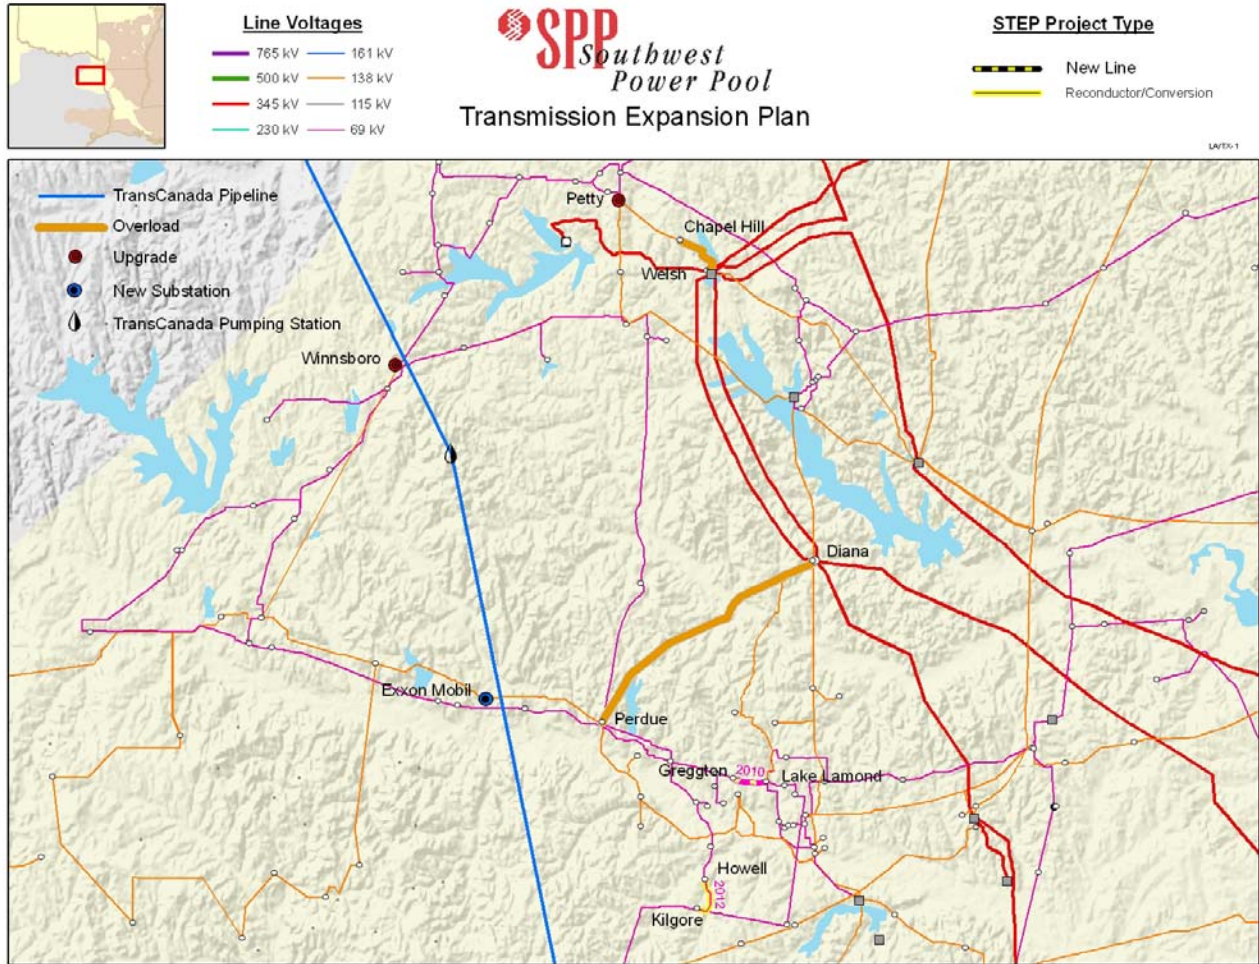 Line Voltages
765 kV
161 kV
500 kV
138 kV
345 kV
115 kV
230 kV
69 kV
SPP
Southwest
Power Pool
Transmission Expansion Plan
STEP Project Type
New Line
Reconductor/Conversion
LA/TX-1
TransCanada Pipeline
Overload
Upgrade
New Substation
TransCanada Pumping Station
Petty
Chapel Hill
Welsh
Winnsboro
Diana
Exxon Mobil
Perdue
Greggton
2010
Lake Lamond
Howell
2012
Kilgore